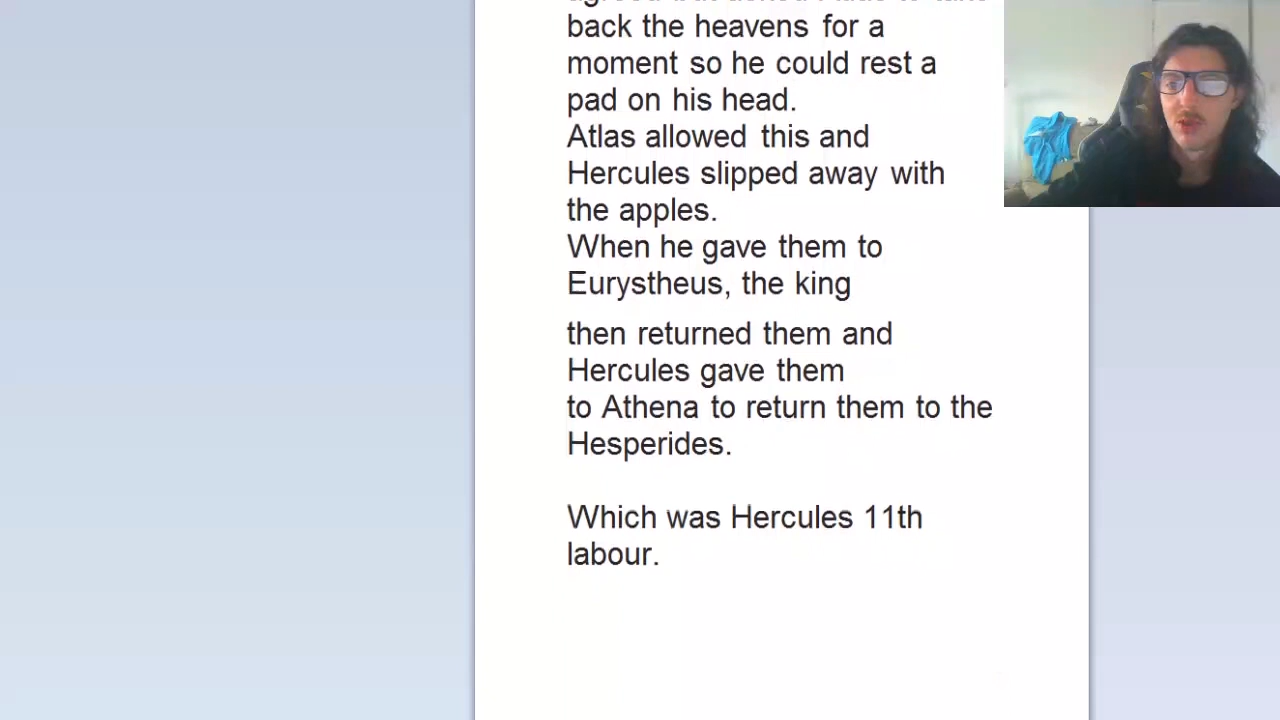 back the heavens for a
moment so he could rest a
pad on his head.
Atlas allowed this and
Hercules slipped away with
the apples.
When he gave them to
Eurystheus, the king
then returned them and
Hercules gave them
to Athena to return them to the
Hesperides.
Which was Hercules 11th
labour.